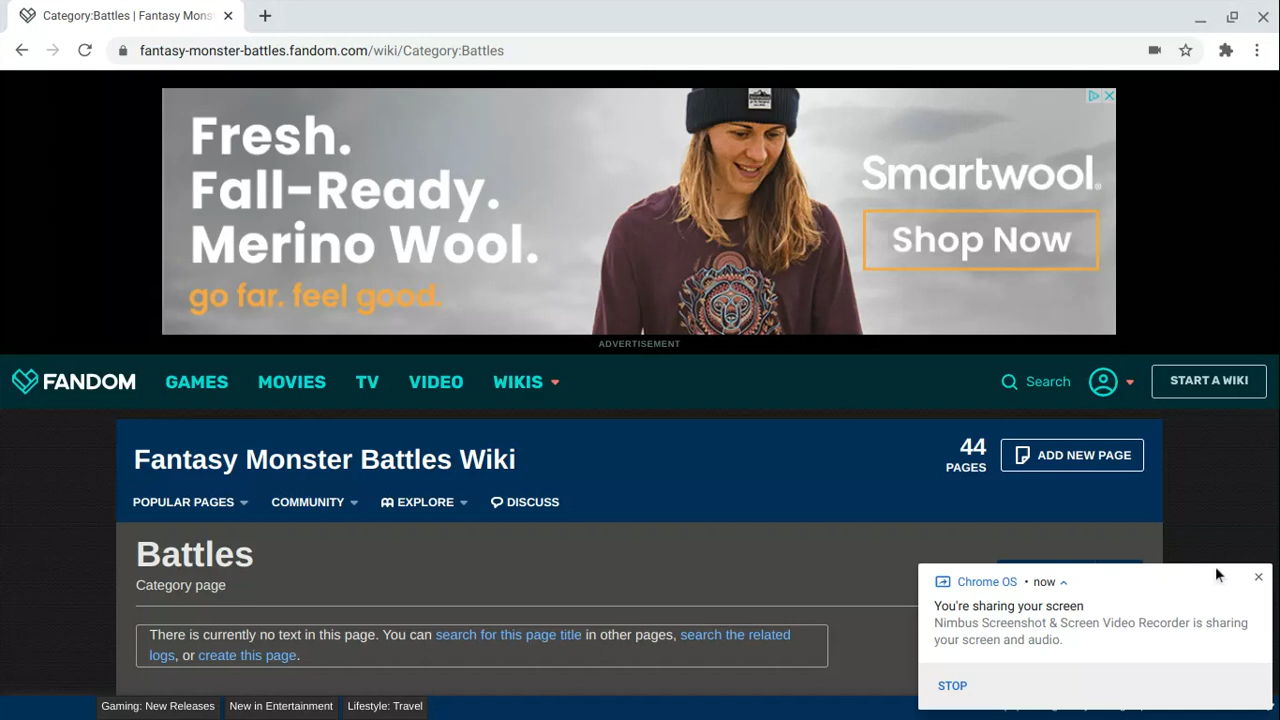 Category:Battles | Fantasy Mons
fantasy-monster-battles.fandom.com/wiki/Category:Battles
Fresh.
Fall-Ready.
Merino Wool.
go far. feel good.
Smartwool
Shop Now
ADVERTISEMENT
FANDOM GAMES MOVIES TV VIDEO WIKIS Search START A WIKI
Fantasy Monster Battles Wiki
44
PAGES
ADD NEW PAGE
POPULAR PAGES COMMUNITY EXPLORE DISCUSS
Battles
Category page
There is currently no text in this page. You can search for this page title in other pages, search the related
logs, or create this page.
Chrome OS • now
You're sharing your screen
Nimbus Screenshot & Screen Video Recorder is sharing
your screen and audio.
STOP
Gaming: New Releases New in Entertainment Lifestyle: Travel